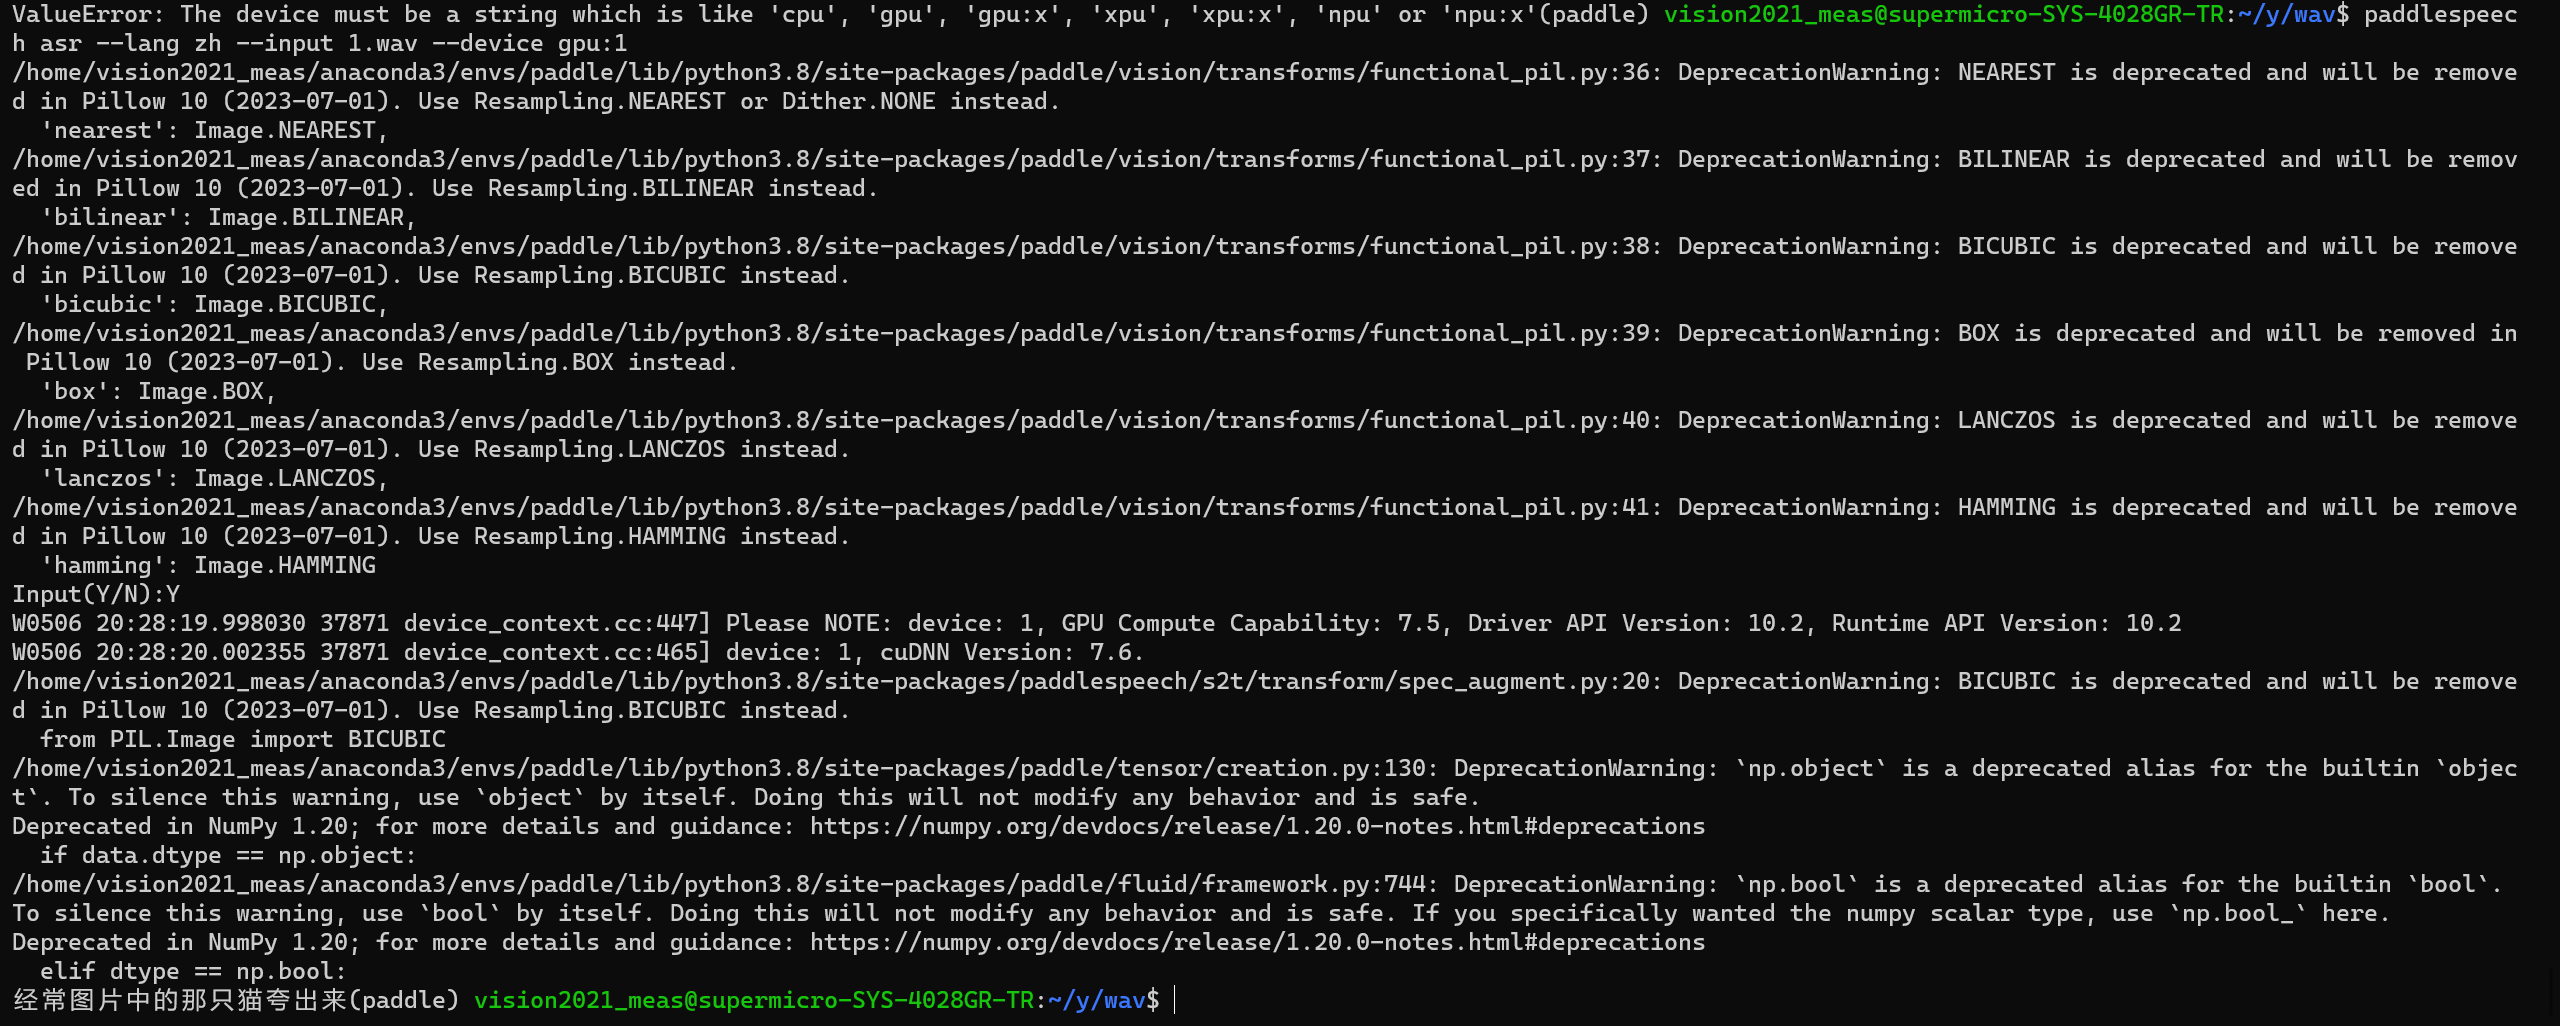 ValueError: The device must be a string which is like 'cpu', 'gpu', 'gpu:x', 'xpu', 'xpu:x', 'npu' or 'npu:x'(paddle) vision2021_meas@supermicro-SYS-4028GR-TR:~/y/wav$ paddlespeec
h asr --lang zh --input 1.wav --device gpu:1
/home/vision2021_meas/anaconda3/envs/paddle/lib/python3.8/site-packages/paddle/vision/transforms/functional_pil.py:36: DeprecationWarning: NEAREST is deprecated and will be remove
d in Pillow 10 (2023-07-01). Use Resampling.NEAREST or Dither.NONE instead.
  'nearest': Image.NEAREST,
/home/vision2021_meas/anaconda3/envs/paddle/lib/python3.8/site-packages/paddle/vision/transforms/functional_pil.py:37: DeprecationWarning: BILINEAR is deprecated and will be remov
ed in Pillow 10 (2023-07-01). Use Resampling.BILINEAR instead.
  'bilinear': Image.BILINEAR,
/home/vision2021_meas/anaconda3/envs/paddle/lib/python3.8/site-packages/paddle/vision/transforms/functional_pil.py:38: DeprecationWarning: BICUBIC is deprecated and will be remove
d in Pillow 10 (2023-07-01). Use Resampling.BICUBIC instead.
  'bicubic': Image.BICUBIC,
/home/vision2021_meas/anaconda3/envs/paddle/lib/python3.8/site-packages/paddle/vision/transforms/functional_pil.py:39: DeprecationWarning: BOX is deprecated and will be removed in
 Pillow 10 (2023-07-01). Use Resampling.BOX instead.
  'box': Image.BOX,
/home/vision2021_meas/anaconda3/envs/paddle/lib/python3.8/site-packages/paddle/vision/transforms/functional_pil.py:40: DeprecationWarning: LANCZOS is deprecated and will be remove
d in Pillow 10 (2023-07-01). Use Resampling.LANCZOS instead.
  'lanczos': Image.LANCZOS,
/home/vision2021_meas/anaconda3/envs/paddle/lib/python3.8/site-packages/paddle/vision/transforms/functional_pil.py:41: DeprecationWarning: HAMMING is deprecated and will be remove
d in Pillow 10 (2023-07-01). Use Resampling.HAMMING instead.
  'hamming': Image.HAMMING
Input(Y/N):Y
W0506 20:28:19.998030 37871 device_context.cc:447] Please NOTE: device: 1, GPU Compute Capability: 7.5, Driver API Version: 10.2, Runtime API Version: 10.2
W0506 20:28:20.002355 37871 device_context.cc:465] device: 1, cuDNN Version: 7.6.
/home/vision2021_meas/anaconda3/envs/paddle/lib/python3.8/site-packages/paddlespeech/s2t/transform/spec_augment.py:20: DeprecationWarning: BICUBIC is deprecated and will be remove
d in Pillow 10 (2023-07-01). Use Resampling.BICUBIC instead.
  from PIL.Image import BICUBIC
/home/vision2021_meas/anaconda3/envs/paddle/lib/python3.8/site-packages/paddle/tensor/creation.py:130: DeprecationWarning: `np.object` is a deprecated alias for the builtin `objec
t`. To silence this warning, use `object` by itself. Doing this will not modify any behavior and is safe.
Deprecated in NumPy 1.20; for more details and guidance: https://numpy.org/devdocs/release/1.20.0-notes.html#deprecations
  if data.dtype == np.object:
/home/vision2021_meas/anaconda3/envs/paddle/lib/python3.8/site-packages/paddle/fluid/framework.py:744: DeprecationWarning: `np.bool` is a deprecated alias for the builtin `bool`.
To silence this warning, use `bool` by itself. Doing this will not modify any behavior and is safe. If you specifically wanted the numpy scalar type, use `np.bool_` here.
Deprecated in NumPy 1.20; for more details and guidance: https://numpy.org/devdocs/release/1.20.0-notes.html#deprecations
  elif dtype == np.bool:
经常图片中的那只猫夸出来(paddle) vision2021_meas@supermicro-SYS-4028GR-TR:~/y/wav$